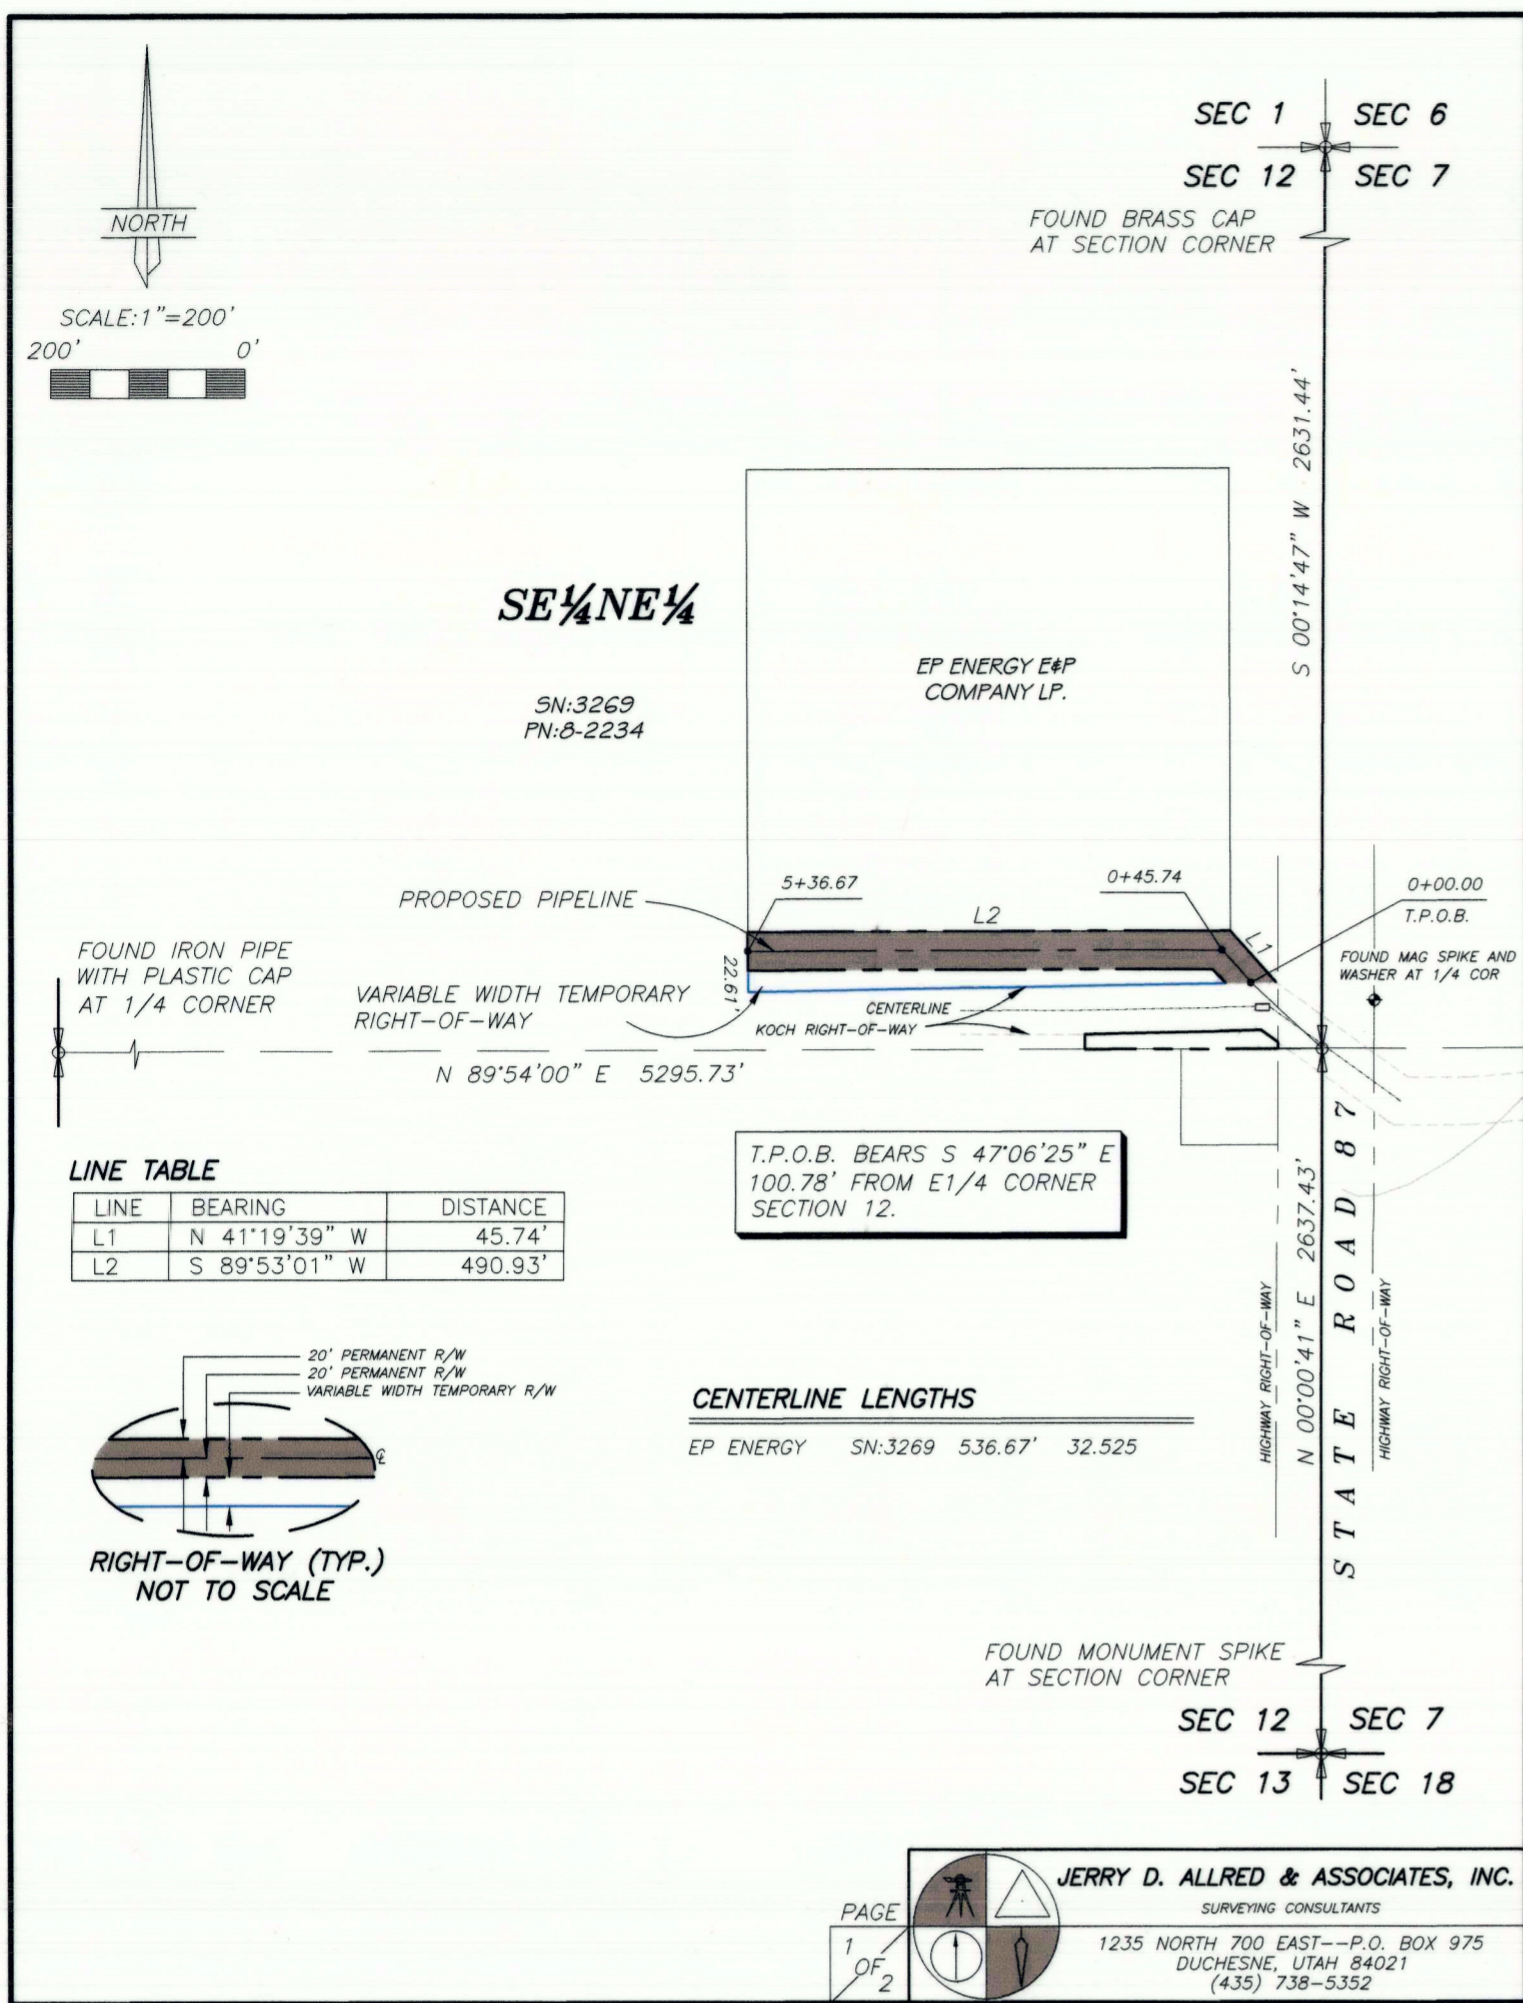 NORTH
SCALE: 1"=200'
200' 0'
SEC 1 SEC 6
SEC 12 SEC 7
FOUND BRASS CAP
AT SECTION CORNER
S 00°14'47" W 2631.44'
SE¼NE¼
SN:3269
PN:8-2234
EP ENERGY E&P
COMPANY LP.
PROPOSED PIPELINE
5+36.67
0+45.74
L2
L1
0+00.00
T.P.O.B.
FOUND IRON PIPE
WITH PLASTIC CAP
AT 1/4 CORNER
VARIABLE WIDTH TEMPORARY
RIGHT-OF-WAY
22.61'
CENTERLINE
KOCH RIGHT-OF-WAY
FOUND MAG SPIKE AND
WASHER AT 1/4 COR
N 89°54'00" E 5295.73'
T.P.O.B. BEARS S 47°06'25" E
100.78' FROM E1/4 CORNER
SECTION 12.
LINE TABLE
LINE BEARING DISTANCE
L1 N 41°19'39" W 45.74'
L2 S 89°53'01" W 490.93'
20' PERMANENT R/W
20' PERMANENT R/W
VARIABLE WIDTH TEMPORARY R/W
℄
RIGHT-OF-WAY (TYP.)
NOT TO SCALE
CENTERLINE LENGTHS
EP ENERGY SN:3269 536.67' 32.525
HIGHWAY RIGHT-OF-WAY
N 00°00'41" E 2637.43'
STATE ROAD 87
HIGHWAY RIGHT-OF-WAY
FOUND MONUMENT SPIKE
AT SECTION CORNER
SEC 12 SEC 7
SEC 13 SEC 18
PAGE
1 OF 2
JERRY D. ALLRED & ASSOCIATES, INC.
SURVEYING CONSULTANTS
1235 NORTH 700 EAST--P.O. BOX 975
DUCHESNE, UTAH 84021
(435) 738-5352